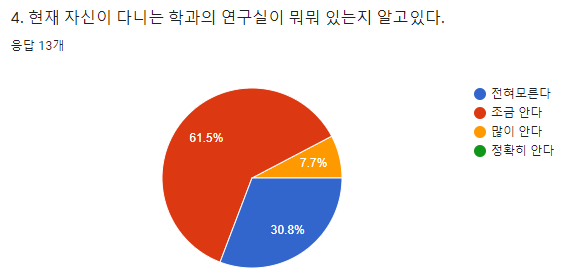 4. 현재 자신이 다니는 학과의 연구실이 뭐뭐 있는지 알고있다.
응답 13개
61.5%
7.7%
30.8%
전혀모른다
조금 안다
많이 안다
정확히 안다